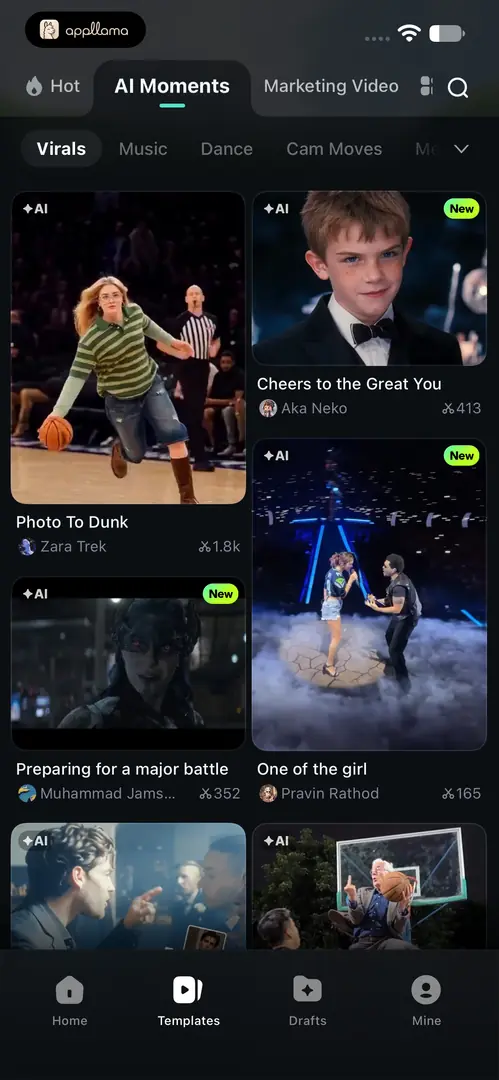 appllama
Hot
AI Moments
Marketing Video
Virals
Music
Dance
Cam Moves
AI
Photo To Dunk
Zara Trek
1.8k
AI
New
Cheers to the Great You
Aka Neko
413
AI
New
Preparing for a major battle
Muhammad Jams...
352
AI
New
One of the girl
Pravin Rathod
165
AI
AI
Home
Templates
Drafts
Mine